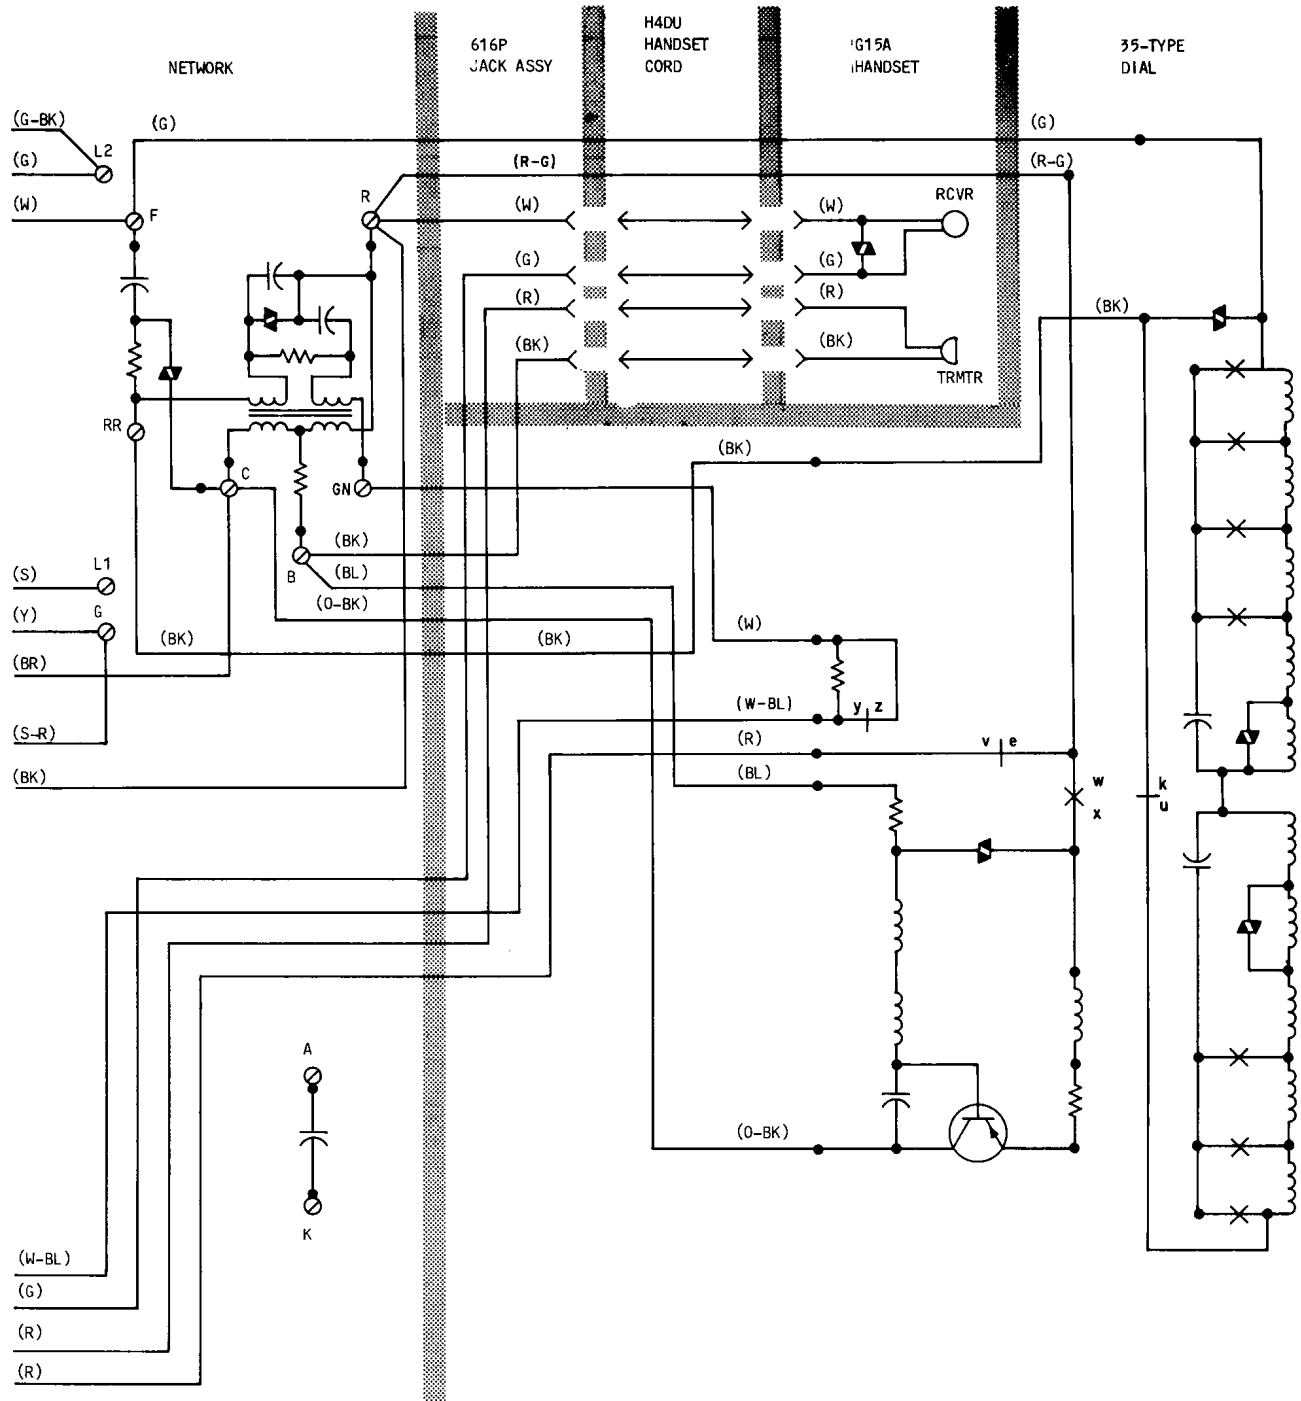 NETWORK
616P
JACK ASSY
H4DU
HANDSET
CORD
G15A
HANDSET
35-TYPE
DIAL
(G-BK)
(G)
L2
(G)
(W)
F
R
(R-G)
(W)
(G)
(R)
(BK)
(W)
(G)
(R)
(BK)
RCVR
TRMTR
(G)
(R-G)
(BK)
RR
C
GN
(BK)
B
(BK)
(BL)
(O-BK)
(S)
L1
(Y)
G
(BK)
(BK)
(BR)
(S-R)
(BK)
(W)
(W-BL)
y z
(R)
v e
(BL)
w
x
k
u
A
K
(O-BK)
(W-BL)
(G)
(R)
(R)